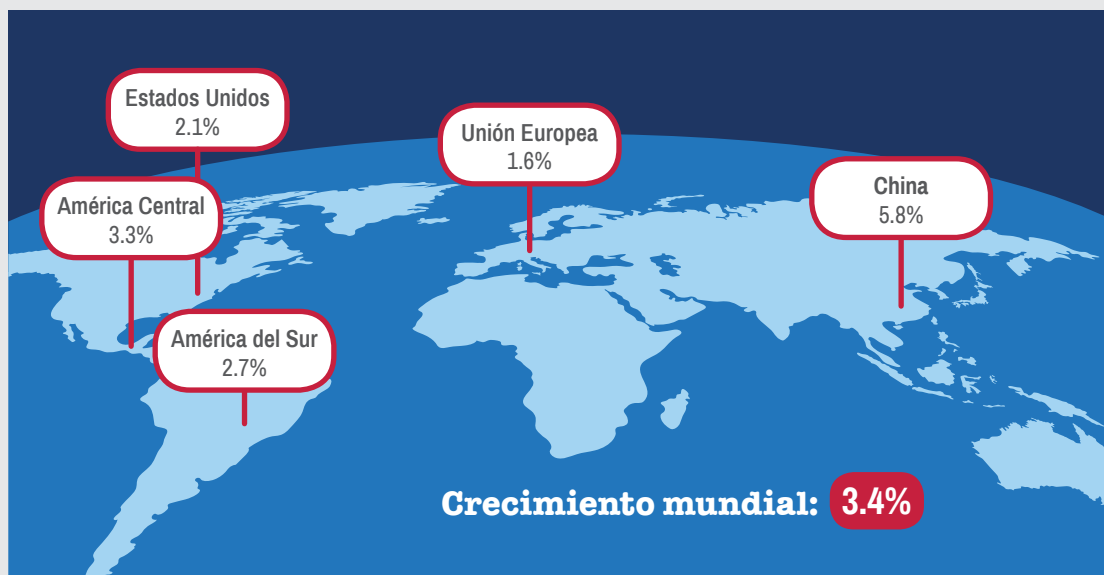 Estados Unidos
2.1%
América Central
3.3%
América del Sur
2.7%
Unión Europea
1.6%
China
5.8%
Crecimiento mundial: 3.4%